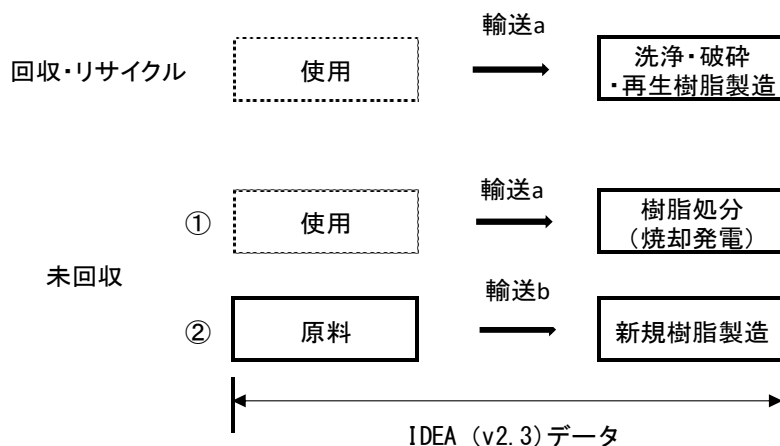 輸送a
回収・リサイクル
使用
洗浄・破砕
・再生樹脂製造
輸送a
①
使用
樹脂処分
（焼却発電）
未回収
輸送b
②
原料
新規樹脂製造
IDEA (v2.3)データ